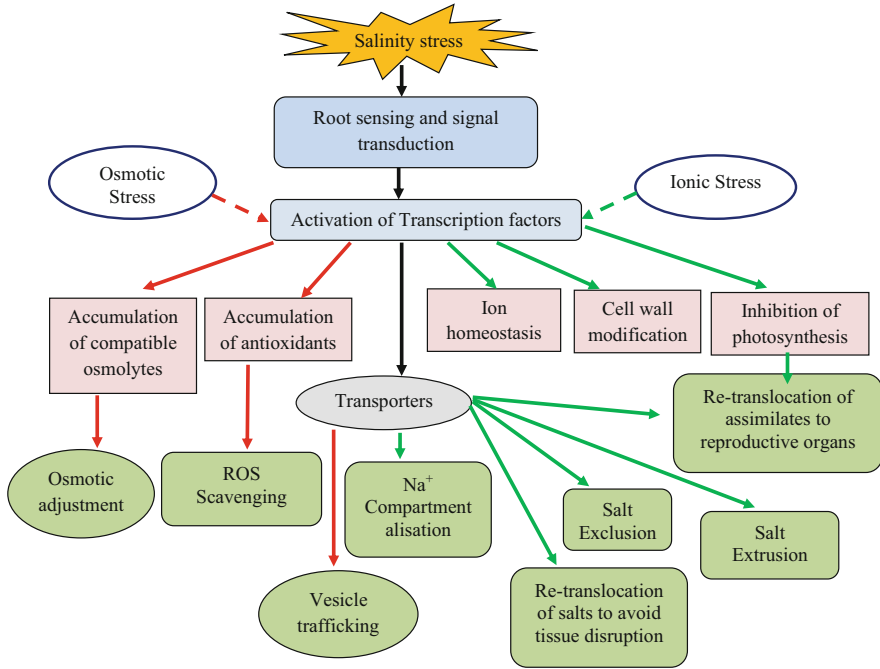 Salinity stress
Root sensing and signal
transduction
Osmotic
Stress
Ionic Stress
Activation of Transcription factors
Accumulation
of compatible
osmolytes
Accumulation
of antioxidants
Ion
homeostasis
Cell wall
modification
Inhibition of
photosynthesis
Transporters
Re-translocation of
assimilates to
reproductive organs
Osmotic
adjustment
ROS
Scavenging
Na⁺
Compartment
alisation
Salt
Exclusion
Salt
Extrusion
Vesicle
trafficking
Re-translocation
of salts to avoid
tissue disruption